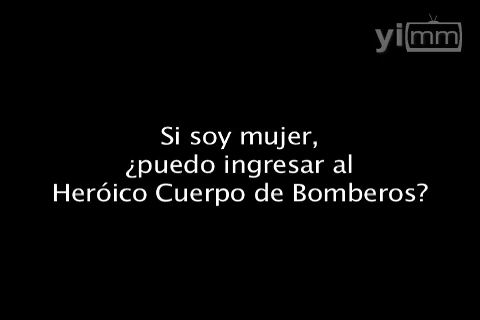 yimm
Si soy mujer,
¿puedo ingresar al
Heróico Cuerpo de Bomberos?